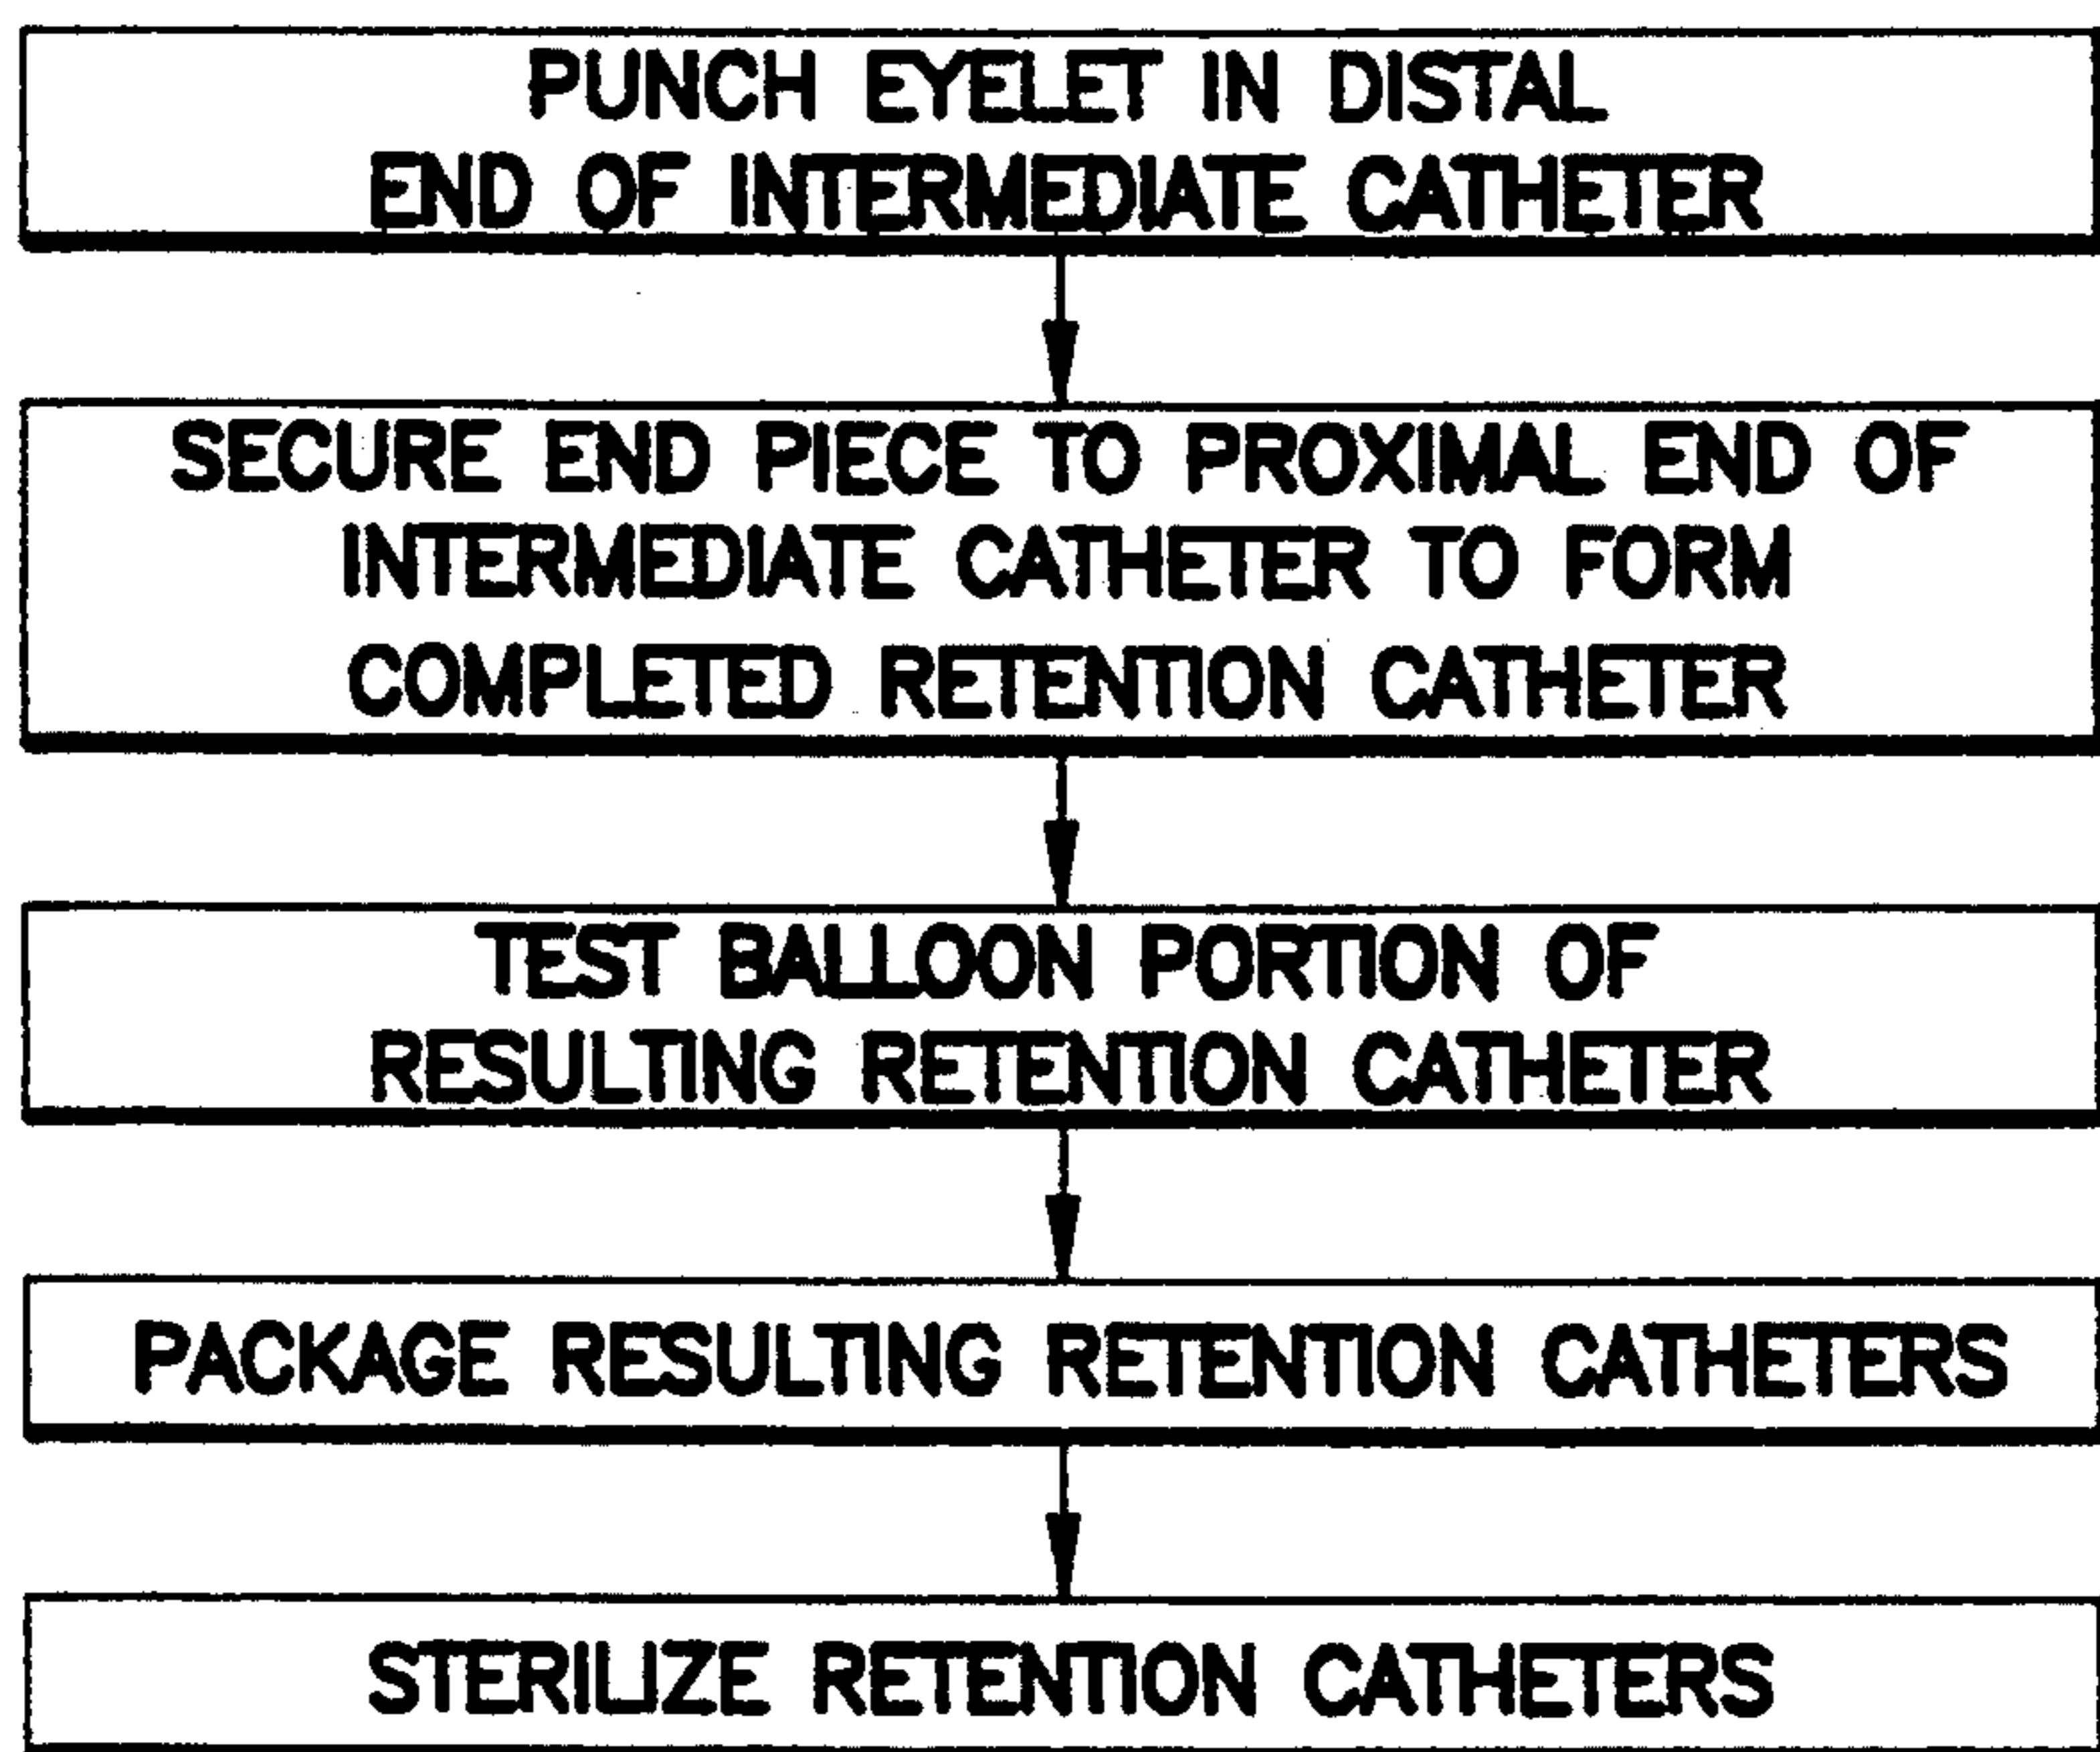 PUNCH EYELET IN DISTAL
END OF INTERMEDIATE CATHETER
SECURE END PIECE TO PROXIMAL END OF
INTERMEDIATE CATHETER TO FORM
COMPLETED RETENTION CATHETER
TEST BALLOON PORTION OF
RESULTING RETENTION CATHETER
PACKAGE RESULTING RETENTION CATHETERS
STERILIZE RETENTION CATHETERS